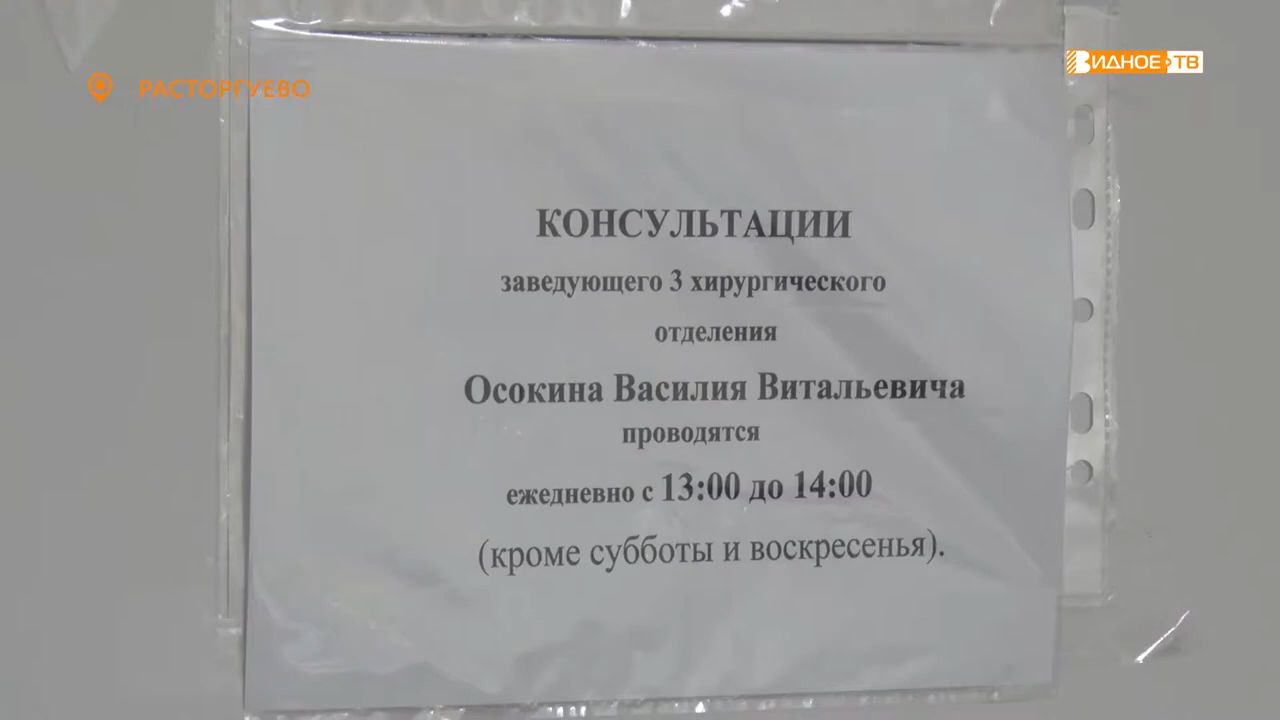 РАСТОРГУЕВО
ВИДНОЕ-ТВ
КОНСУЛЬТАЦИИ
заведующего 3 хирургического
отделения
Осокина Василия Витальевича
проводятся
ежедневно с 13:00 до 14:00
(кроме субботы и воскресенья).